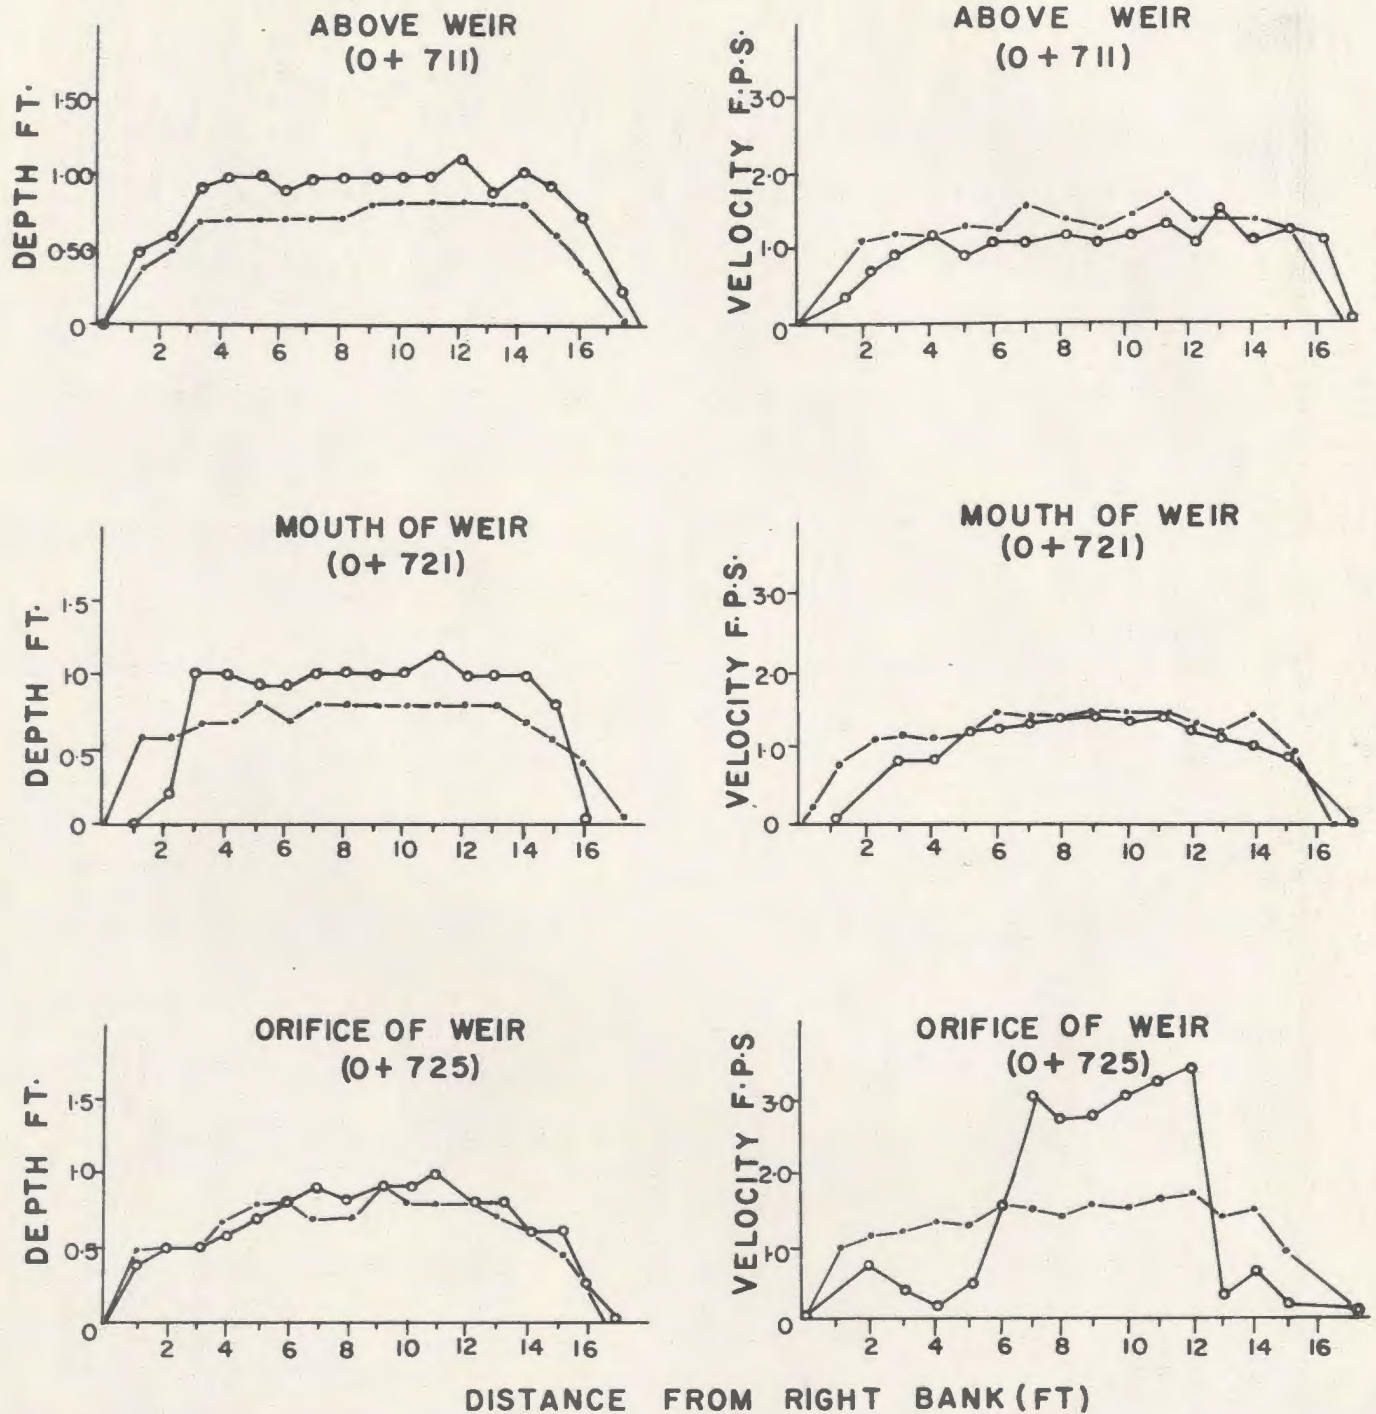 ABOVE WEIR
(0+ 711)
DEPTH FT.
1·50
1·00
0·50
0
2 4 6 8 10 12 14 16
ABOVE WEIR
(0+ 711)
VELOCITY F.P.S.
3·0
2·0
1·0
0
2 4 6 8 10 12 14 16
MOUTH OF WEIR
(0+ 721)
DEPTH FT.
1·5
1·0
0·5
0
2 4 6 8 10 12 14 16
MOUTH OF WEIR
(0+721)
VELOCITY F.P.S.
3·0
2·0
1·0
0
2 4 6 8 10 12 14 16
ORIFICE OF WEIR
(0+ 725)
DEPTH FT.
1·5
1·0
0·5
0
2 4 6 8 10 12 14 16
ORIFICE OF WEIR
(0+ 725)
VELOCITY F.P.S
3·0
2·0
1·0
0
2 4 6 8 10 12 14 16
DISTANCE FROM RIGHT BANK (FT)